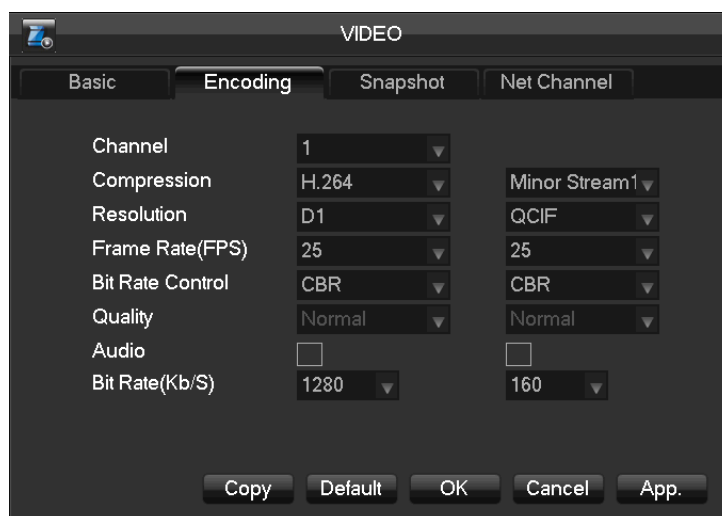 VIDEO
Basic Encoding Snapshot Net Channel
Channel 1
Compression H.264 Minor Stream1
Resolution D1 QCIF
Frame Rate(FPS) 25 25
Bit Rate Control CBR CBR
Quality Normal Normal
Audio
Bit Rate(Kb/S) 1280 160
Copy Default OK Cancel App.